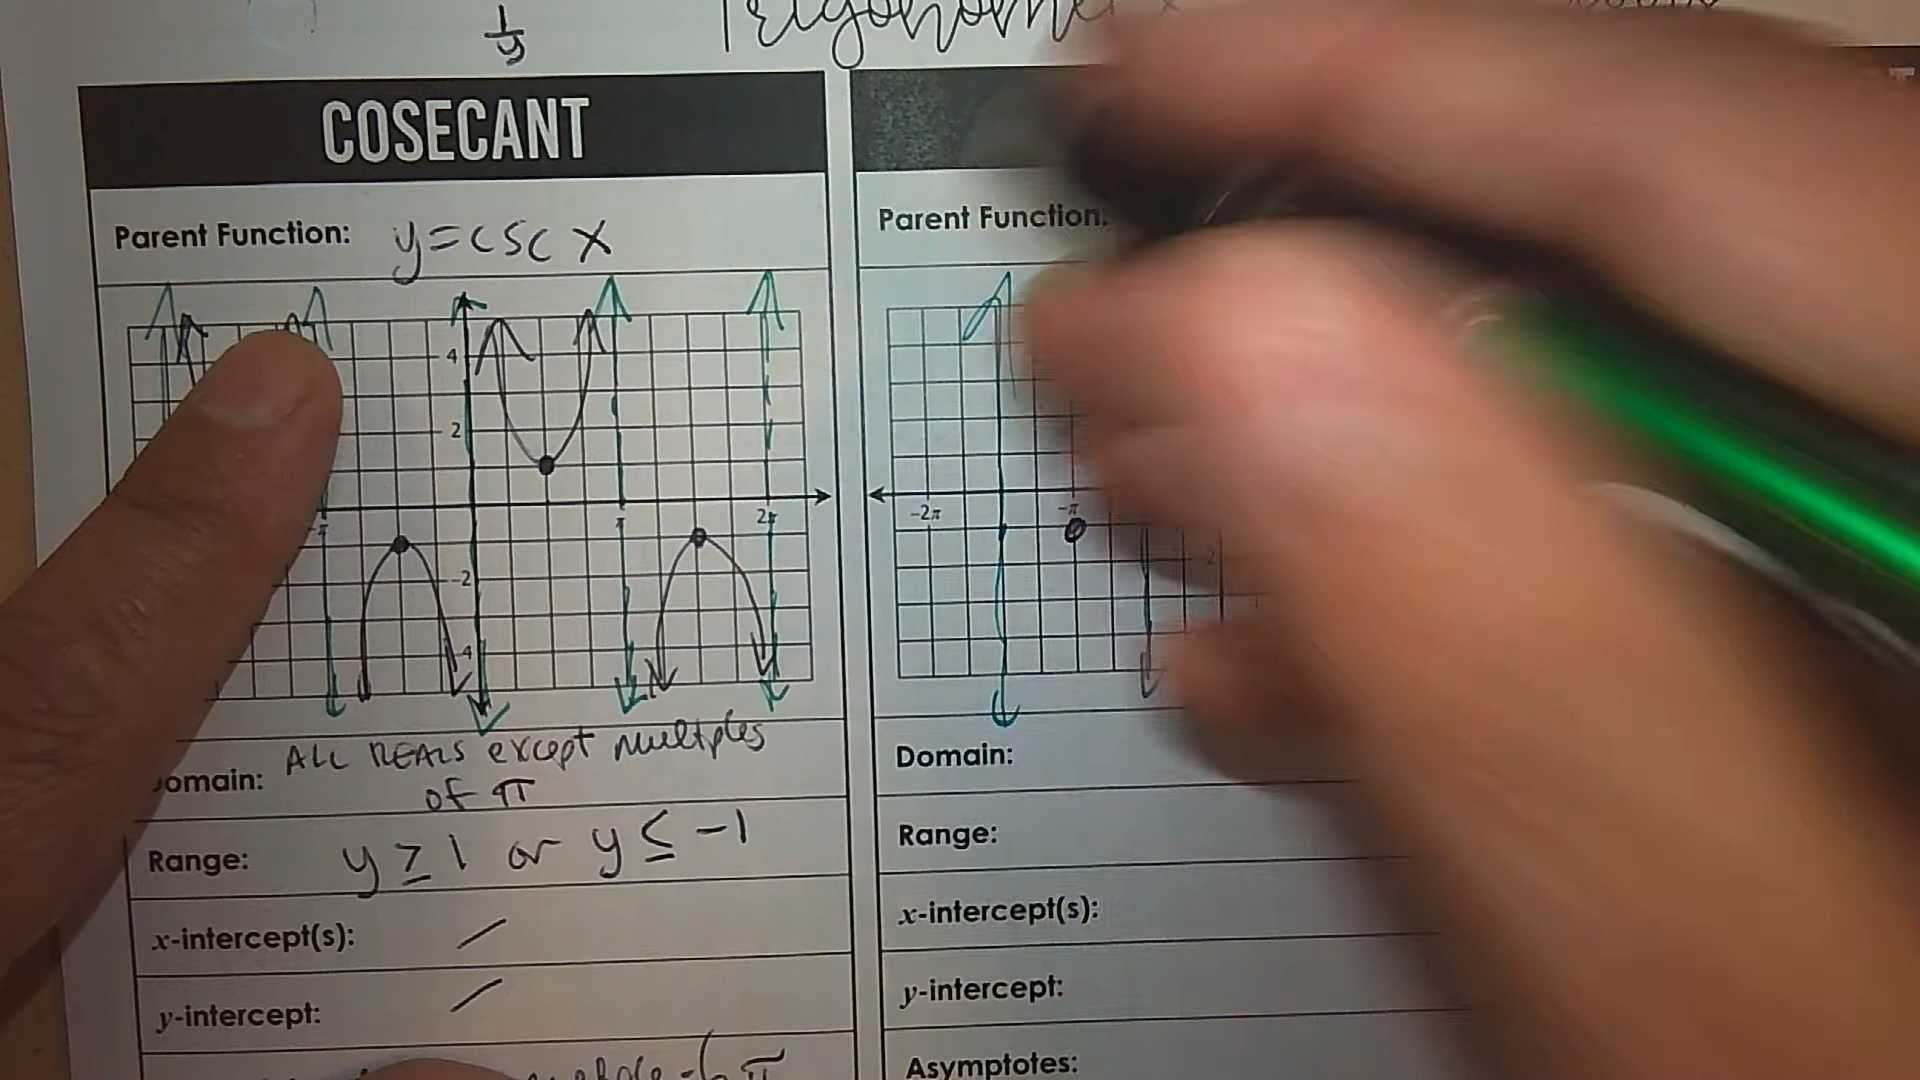 1/y
COSECANT
Parent Function: y = csc x
4
2
-π π 2π
-2
-4
Domain: ALL REALS except multiples
of π
Range: y ≥ 1 or y ≤ -1
x-intercept(s): /
y-intercept: /
π
Parent Function:
-2π -π
Domain:
Range:
x-intercept(s):
y-intercept:
Asymptotes: